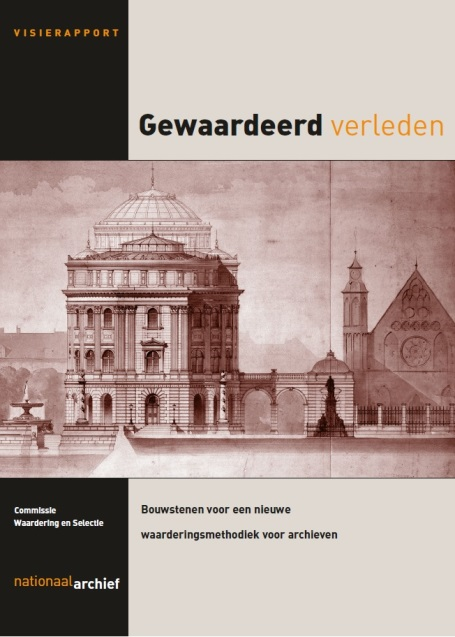 VISIERAPPORT
Gewaardeerd verleden
Commissie
Waardering en Selectie
Bouwstenen voor een nieuwe
waarderingsmethodiek voor archieven
nationaalarchief